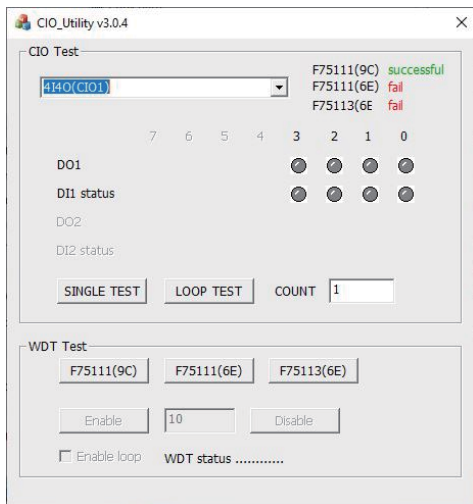 CIO_Utility v3.0.4
CIO Test
4I4O(CIO1)
F75111(9C) successful
F75111(6E) fail
F75113(6E fail
7 6 5 4 3 2 1 0
DO1
DI1 status
DO2
DI2 status
SINGLE TEST LOOP TEST COUNT 1
WDT Test
F75111(9C) F75111(6E) F75113(6E)
Enable 10 Disable
Enable loop WDT status ............